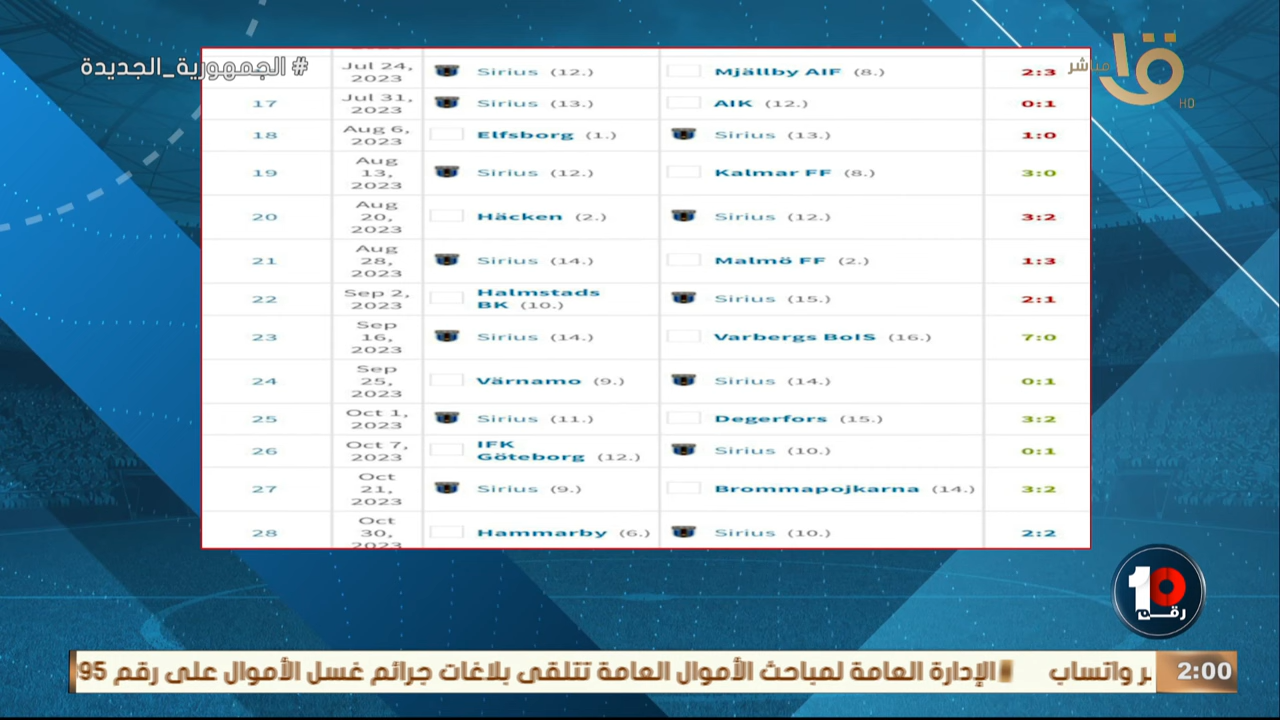 # الجمهورية_الجديدة
مباشر
HD
Jul 24, 2023 Sirius (12.) Mjällby AIF (8.) 2:3
17 Jul 31, 2023 Sirius (13.) AIK (12.) 0:1
18 Aug 6, 2023 Elfsborg (1.) Sirius (13.) 1:0
19 Aug 13, 2023 Sirius (12.) Kalmar FF (8.) 3:0
20 Aug 20, 2023 Häcken (2.) Sirius (12.) 3:2
21 Aug 28, 2023 Sirius (14.) Malmö FF (2.) 1:3
22 Sep 2, 2023 Halmstads BK (10.) Sirius (15.) 2:1
23 Sep 16, 2023 Sirius (14.) Varbergs BoIS (16.) 7:0
24 Sep 25, 2023 Värnamo (9.) Sirius (14.) 0:1
25 Oct 1, 2023 Sirius (11.) Degerfors (15.) 3:2
26 Oct 7, 2023 IFK Göteborg (12.) Sirius (10.) 0:1
27 Oct 21, 2023 Sirius (9.) Brommapojkarna (14.) 3:2
28 Oct 30, 2023 Hammarby (6.) Sirius (10.) 2:2
رقم 10
2:00 ر واتساب الإدارة العامة لمباحث الأموال العامة تتلقى بلاغات جرائم غسل الأموال على رقم 95